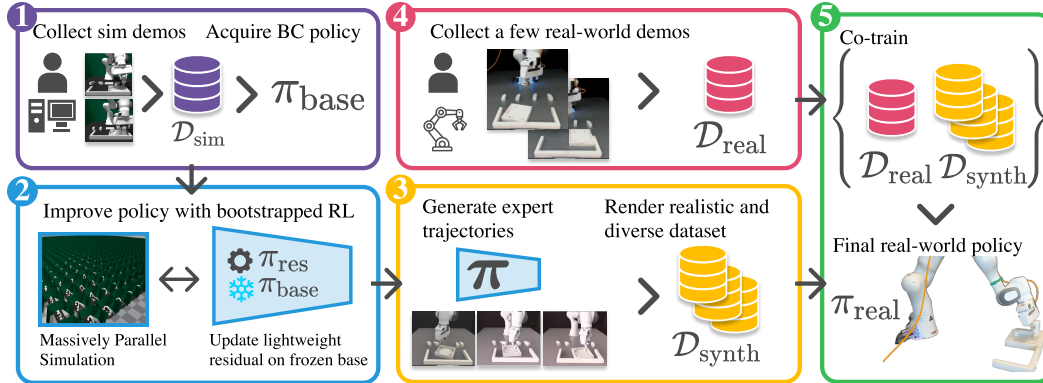 1
Collect sim demos
Acquire BC policy
𝒟sim
πbase
2
Improve policy with bootstrapped RL
πres
πbase
Massively Parallel
Simulation
Update lightweight
residual on frozen base
3
Generate expert
trajectories
Render realistic and
diverse dataset
π
𝒟synth
4
Collect a few real-world demos
𝒟real
5
Co-train
𝒟real
𝒟synth
Final real-world policy
πreal